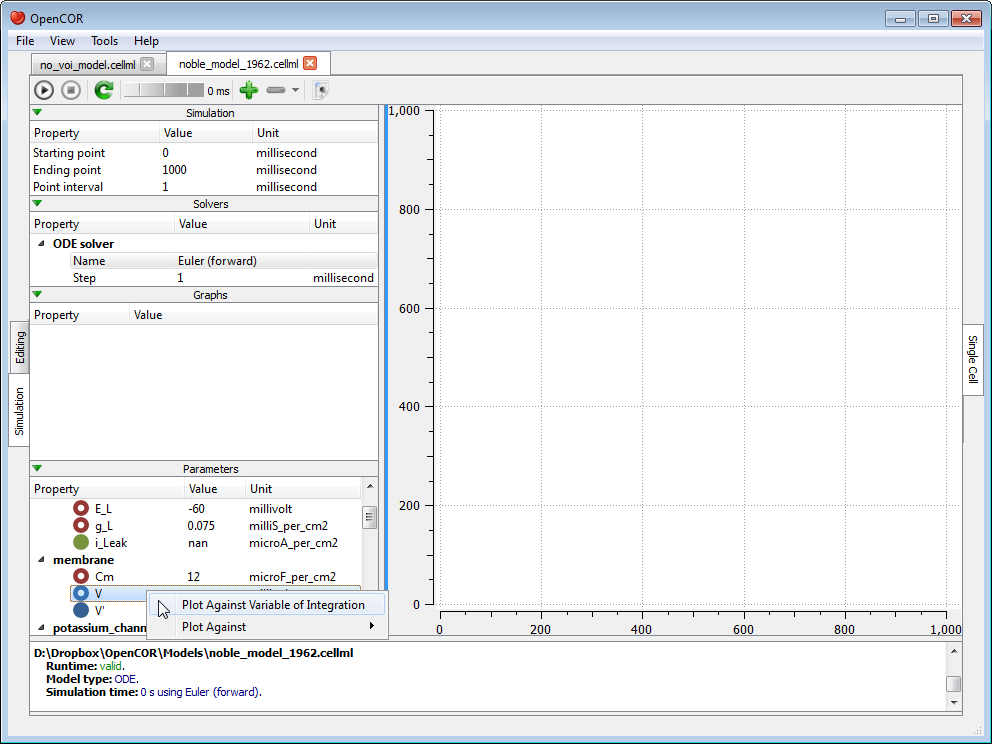 OpenCOR
File View Tools Help
no_voi_model.cellml noble_model_1962.cellml
0 ms
Simulation
Property Value Unit
Starting point 0 millisecond
Ending point 1000 millisecond
Point interval 1 millisecond
Solvers
Property Value Unit
ODE solver
Name Euler (forward)
Step 1 millisecond
Graphs
Property Value
Editing
Simulation
Parameters
Property Value Unit
E_L -60 millivolt
g_L 0.075 milliS_per_cm2
i_Leak nan microA_per_cm2
membrane
Cm 12 microF_per_cm2
V
V'
potassium_chann
Plot Against Variable of Integration
Plot Against
1,000
800
600
400
200
0
0 200 400 600 800 1,000
Single Cell
D:\Dropbox\OpenCOR\Models\noble_model_1962.cellml
Runtime: valid.
Model type: ODE.
Simulation time: 0 s using Euler (forward).